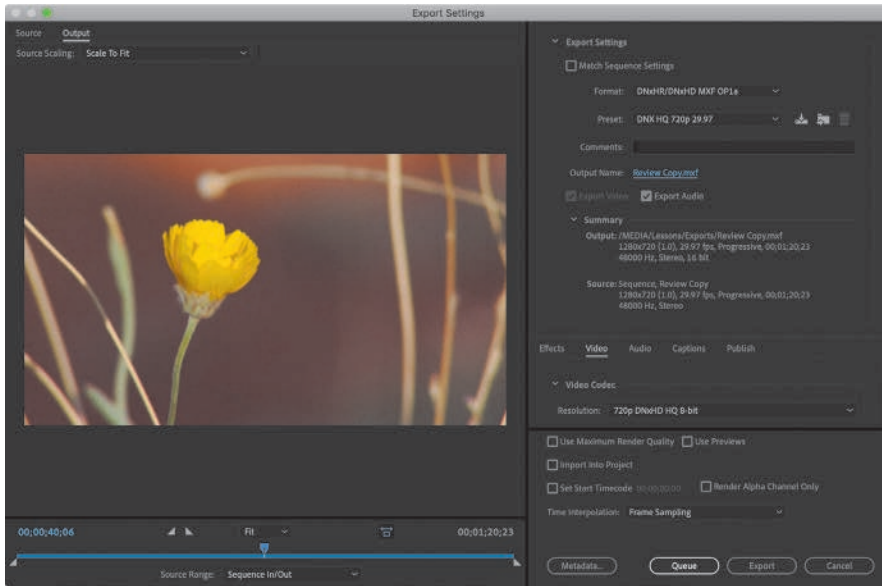 Export Settings
Source Output
Source Scaling: Scale To Fit
00;00;40;06 Fit 00;01;20;23
Source Range: Sequence In/Out
Export Settings
Match Sequence Settings
Format: DNxHR/DNxHD MXF OP1a
Preset: DNX HQ 720p 29.97
Comments:
Output Name: Review Copy.mxf
Export Video Export Audio
Summary
Output: /MEDIA/Lessons/Exports/Review Copy.mxf
1280x720 (1.0), 29.97 fps, Progressive, 00;01;20;23
48000 Hz, Stereo, 16 bit
Source: Sequence, Review Copy
1280x720 (1.0), 29.97 fps, Progressive, 00;01;20;23
48000 Hz, Stereo
Effects Video Audio Captions Publish
Video Codec
Resolution: 720p DNxHD HQ 8-bit
Use Maximum Render Quality Use Previews
Import Into Project
Set Start Timecode 00;00;00;00 Render Alpha Channel Only
Time Interpolation: Frame Sampling
Metadata... Queue Export Cancel